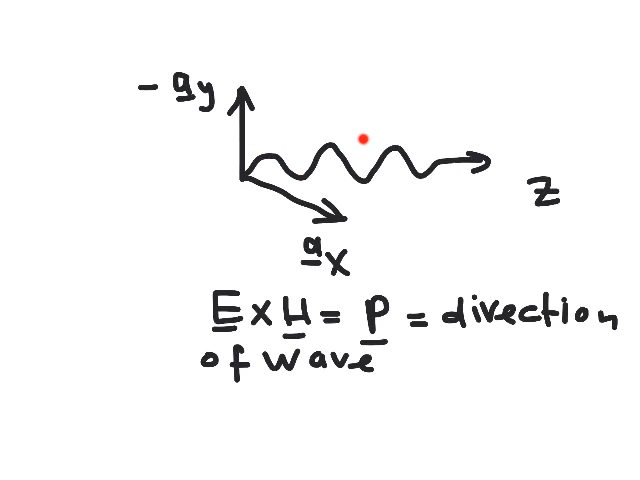 - ay
z
ax
E x H = P = direction
of wave